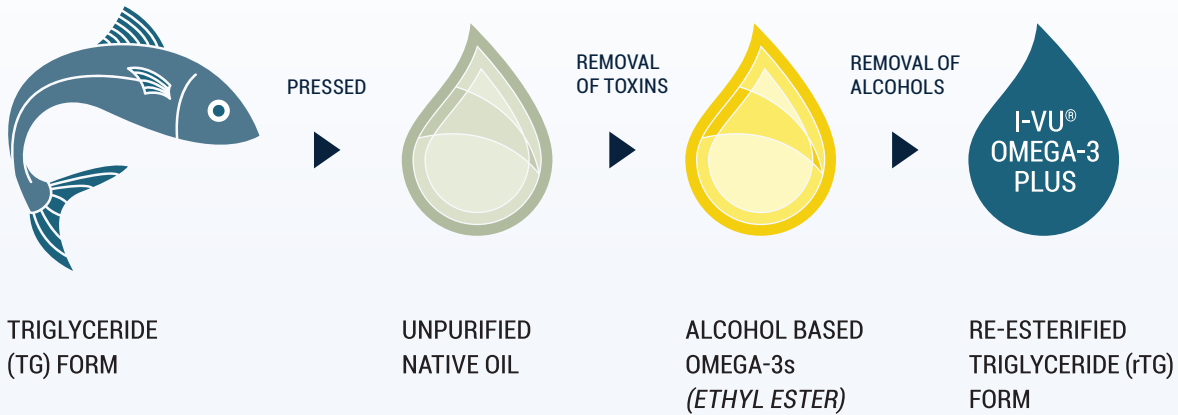 PRESSED
REMOVAL
OF TOXINS
REMOVAL OF
ALCOHOLS
I-VU®
OMEGA-3
PLUS
TRIGLYCERIDE
(TG) FORM
UNPURIFIED
NATIVE OIL
ALCOHOL BASED
OMEGA-3s
(ETHYL ESTER)
RE-ESTERIFIED
TRIGLYCERIDE (rTG)
FORM